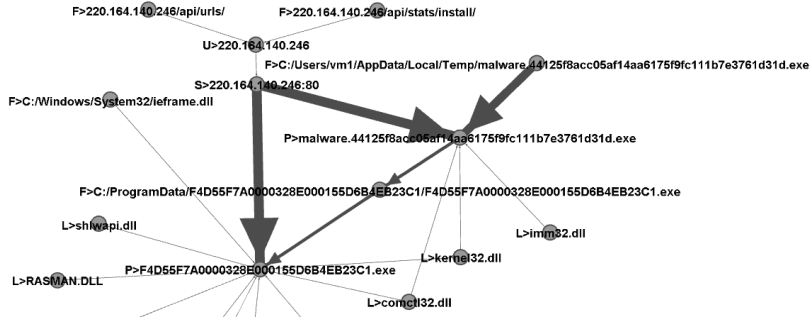 F>220.164.140.246/api/urls/
F>220.164.140.246/api/stats/install/
U>220.164.140.246
F>C:/Users/vm1/AppData/Local/Temp/malware.44125f8acc05af14aa6175f9fc111b7e3761d31d.exe
S>220.164.140.246:80
F>C:/Windows/System32/ieframe.dll
P>malware.44125f8acc05af14aa6175f9fc111b7e3761d31d.exe
F>C:/ProgramData/F4D55F7A0000328E000155D6B4EB23C1/F4D55F7A0000328E000155D6B4EB23C1.exe
L>shlwapi.dll
L>imm32.dll
L>kernel32.dll
P>F4D55F7A0000328E000155D6B4EB23C1.exe
L>RASMAN.DLL
L>comctl32.dll